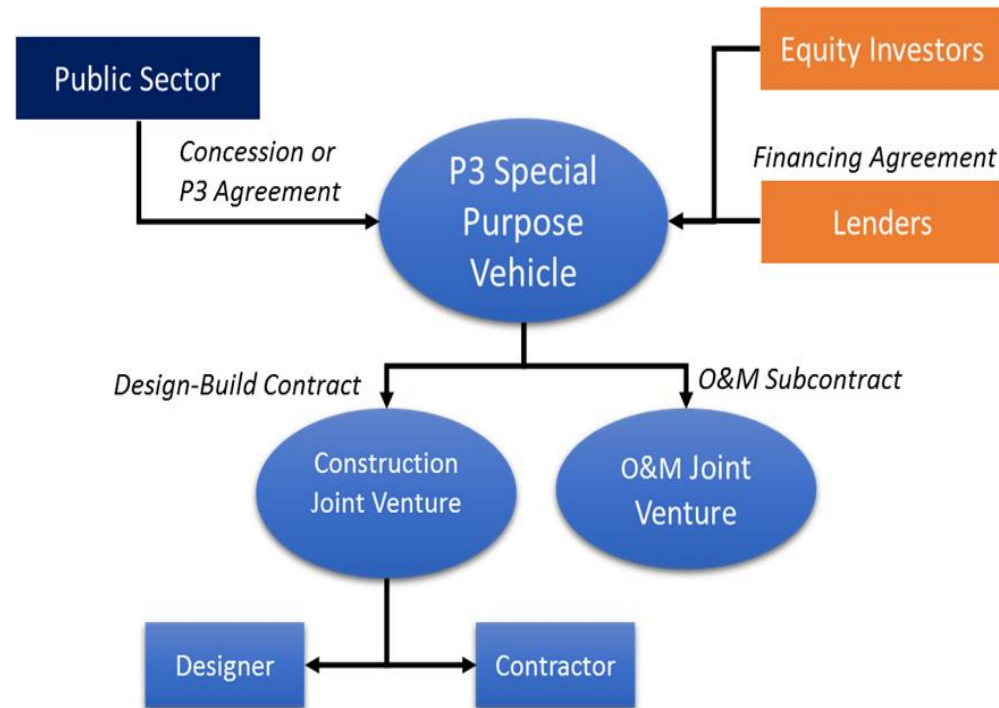 Public Sector
Equity Investors
Concession or
P3 Agreement
P3 Special
Purpose
Vehicle
Financing Agreement
Lenders
Design-Build Contract
O&M Subcontract
Construction
Joint Venture
O&M Joint
Venture
Designer
Contractor